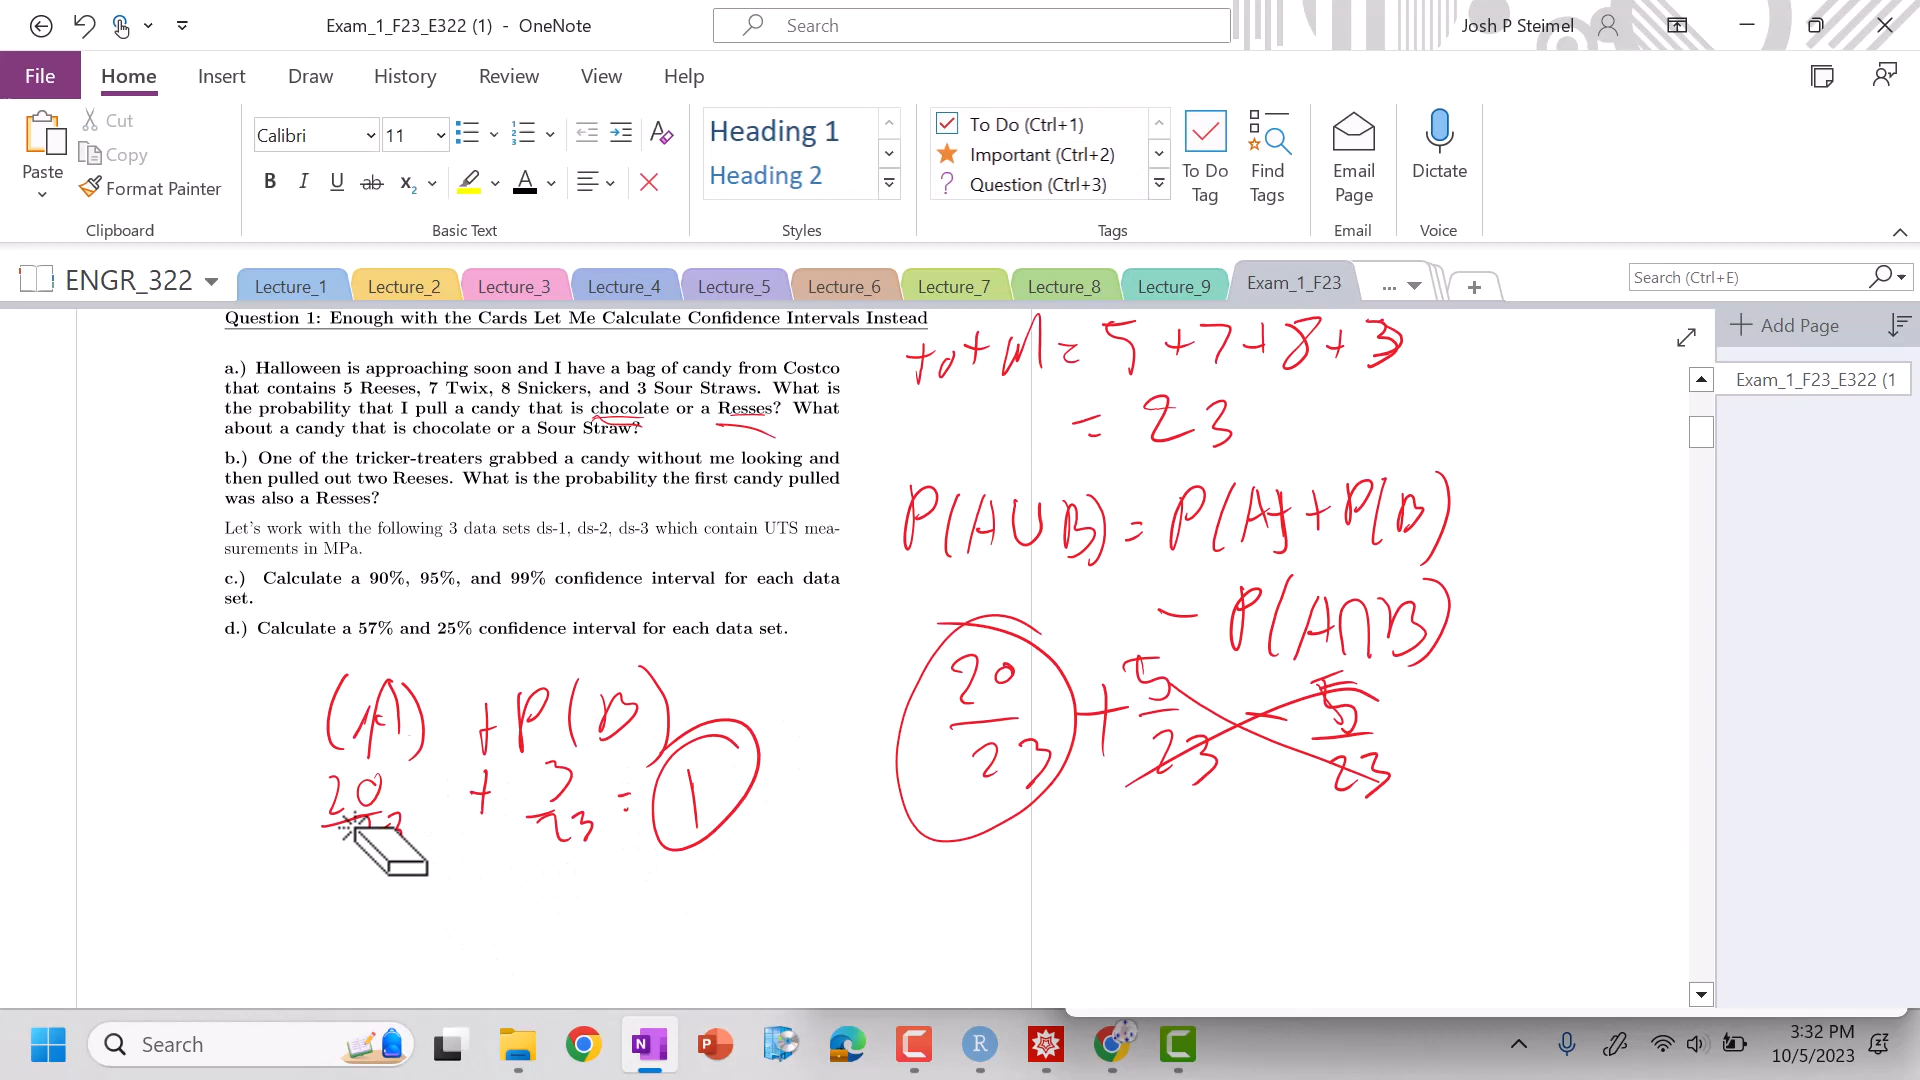 Exam_1_F23_E322 (1) - OneNote
Search
Josh P Steimel
File
Home
Insert
Draw
History
Review
View
Help
Paste
Cut
Copy
Format Painter
Clipboard
Calibri
11
B I U ab x2 A
Basic Text
Heading 1
Heading 2
Styles
To Do (Ctrl+1)
Important (Ctrl+2)
Question (Ctrl+3)
To Do Tag
Find Tags
Tags
Email Page
Email
Dictate
Voice
ENGR_322
Lecture_1
Lecture_2
Lecture_3
Lecture_4
Lecture_5
Lecture_6
Lecture_7
Lecture_8
Lecture_9
Exam_1_F23
...
Search (Ctrl+E)
Add Page
Exam_1_F23_E322 (1
Question 1: Enough with the Cards Let Me Calculate Confidence Intervals Instead
a.) Halloween is approaching soon and I have a bag of candy from Costco
that contains 5 Reeses, 7 Twix, 8 Snickers, and 3 Sour Straws. What is
the probability that I pull a candy that is chocolate or a Resses? What
about a candy that is chocolate or a Sour Straw?
b.) One of the tricker-treaters grabbed a candy without me looking and
then pulled out two Reeses. What is the probability the first candy pulled
was also a Resses?
Let's work with the following 3 data sets ds-1, ds-2, ds-3 which contain UTS mea-
surements in MPa.
c.) Calculate a 90%, 95%, and 99% confidence interval for each data
set.
d.) Calculate a 57% and 25% confidence interval for each data set.
(A) + P(B)
20/23 + 3/23 = 1
total = 5 + 7 + 8 + 3
= 23
P(A∪B) = P(A) + P(B)
- P(A∩B)
20/23 + 5/23 - 5/23
Search
3:32 PM
10/5/2023